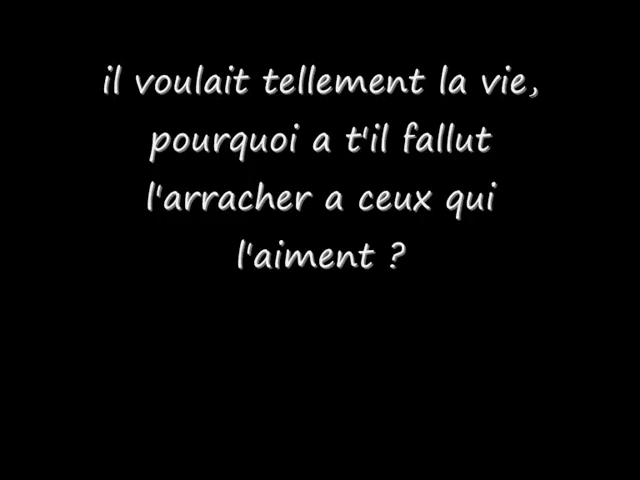 il voulait tellement la vie,
pourquoi a t'il fallut
l'arracher a ceux qui
l'aiment ?